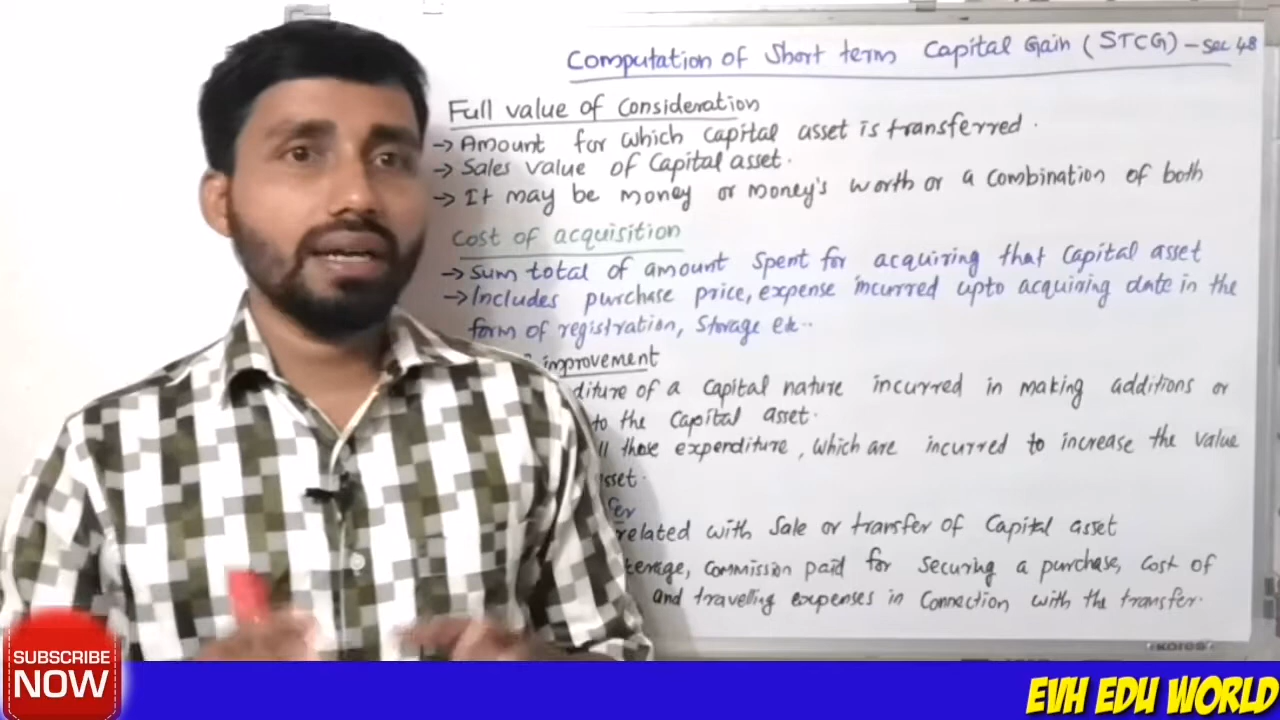 Computation of Short term Capital Gain (STCG) - Sec 48
Full value of Consideration
→ Amount for which capital asset is transferred.
→ Sales value of Capital asset.
→ It may be money or money's worth or a combination of both
Cost of acquisition
→ Sum total of amount spent for acquiring that Capital asset
→ Includes purchase price, expense incurred upto acquiring date in the
form of registration, Storage etc..
improvement
diture of a Capital nature incurred in making additions or
to the Capital asset.
ll those expenditure, which are incurred to increase the value
sset.
fer
related with Sale or transfer of Capital asset
kerage, Commission paid for Securing a purchase, Cost of
and travelling expenses in Connection with the transfer.
kores
SUBSCRIBE
NOW
EVH EDU WORLD